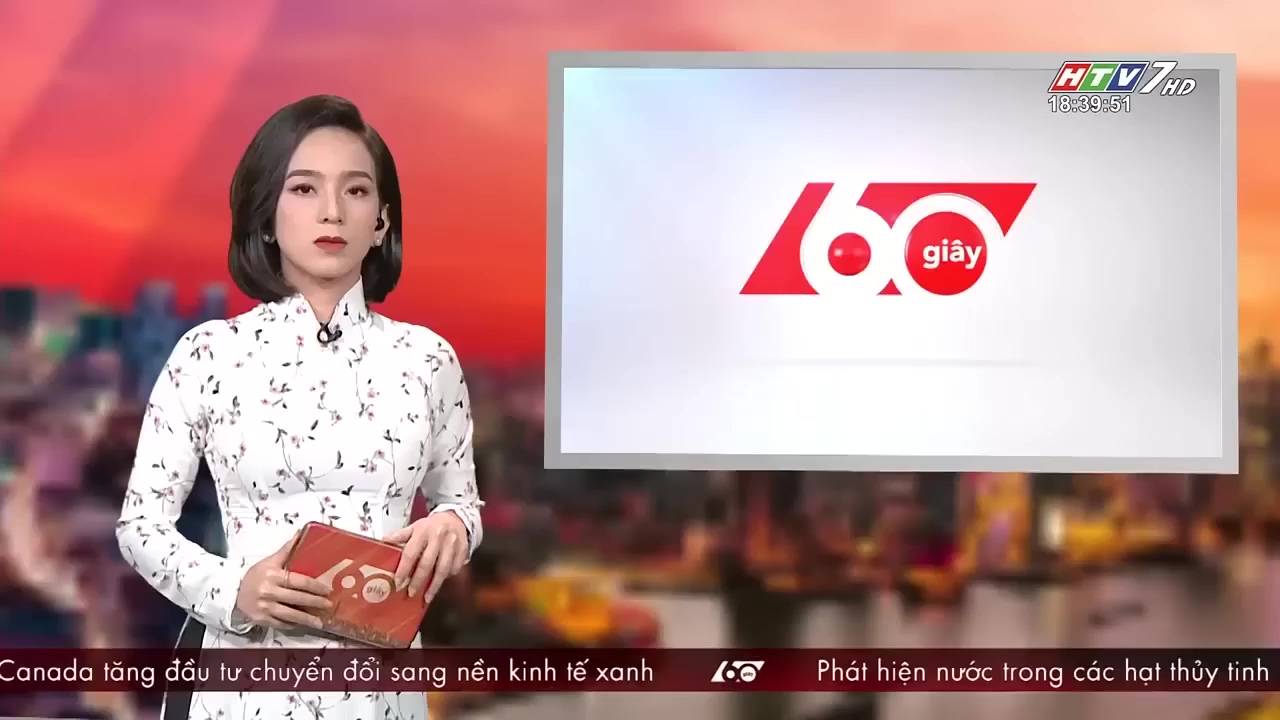 HTV7HD
18:39:51
60 giây
60 giây
Canada tăng đầu tư chuyển đổi sang nền kinh tế xanh 60 giây Phát hiện nước trong các hạt thủy tinh